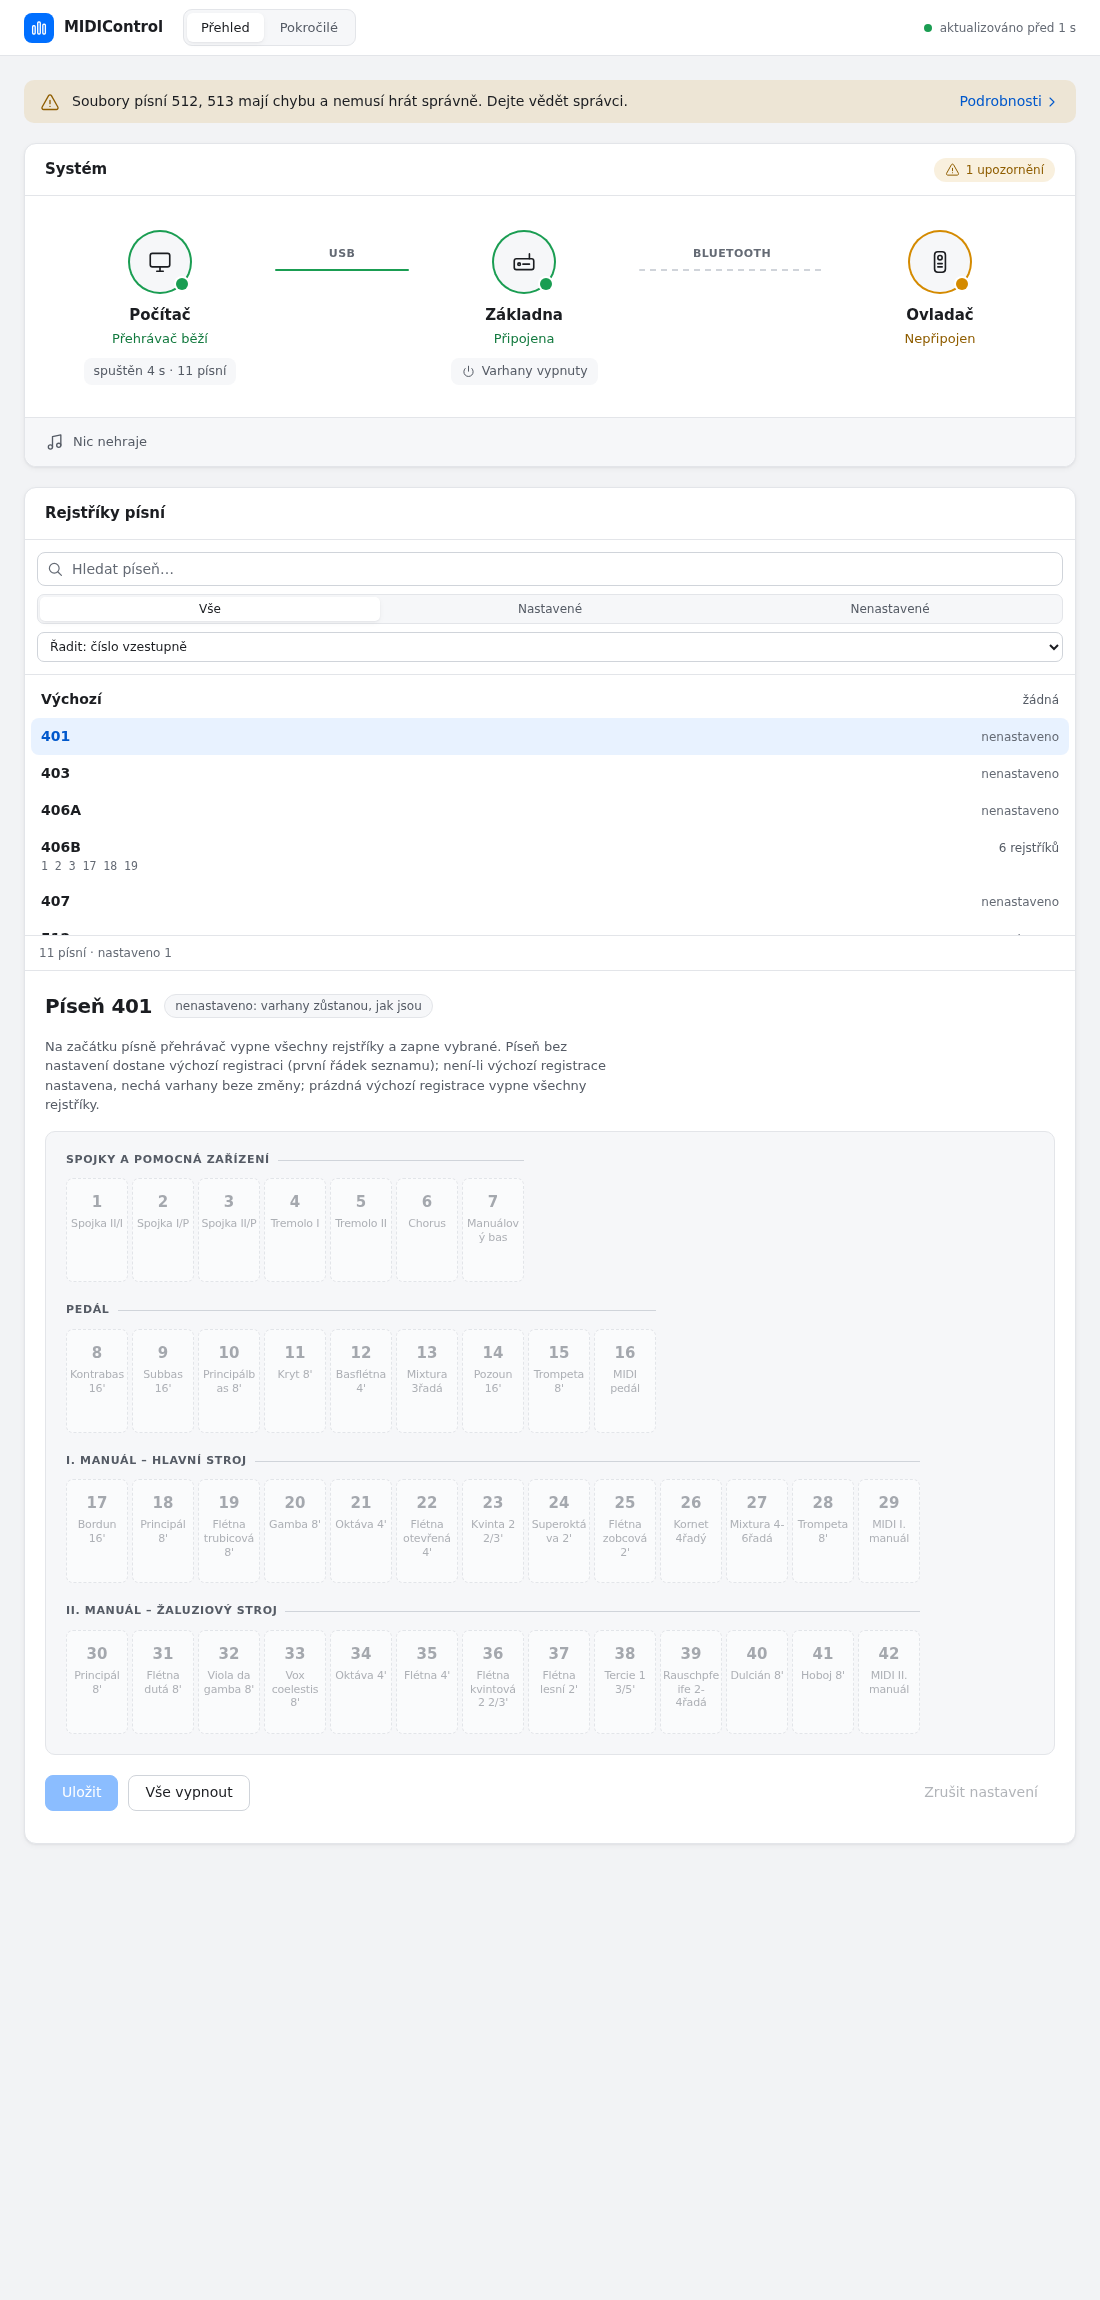 MIDIControl
Přehled
Pokročilé
aktualizováno před 1 s
Soubory písní 512, 513 mají chybu a nemusí hrát správně. Dejte vědět správci.
Podrobnosti
Systém
1 upozornění
USB
BLUETOOTH
Počítač
Základna
Ovladač
Přehrávač běží
Připojena
Nepřipojen
spuštěn 4 s · 11 písní
Varhany vypnuty
Nic nehraje
Rejstříky písní
Hledat píseň…
Vše
Nastavené
Nenastavené
Řadit: číslo vzestupně
Výchozí
žádná
401
nenastaveno
403
nenastaveno
406A
nenastaveno
406B
6 rejstříků
1 2 3 17 18 19
407
nenastaveno
11 písní · nastaveno 1
Píseň 401
nenastaveno: varhany zůstanou, jak jsou
Na začátku písně přehrávač vypne všechny rejstříky a zapne vybrané. Píseň bez
nastavení dostane výchozí registraci (první řádek seznamu); není-li výchozí registrace
nastavena, nechá varhany beze změny; prázdná výchozí registrace vypne všechny
rejstříky.
SPOJKY A POMOCNÁ ZAŘÍZENÍ
1
Spojka II/I
2
Spojka I/P
3
Spojka II/P
4
Tremolo I
5
Tremolo II
6
Chorus
7
Manuálov
ý bas
PEDÁL
8
Kontrabas
16'
9
Subbas
16'
10
Principálb
as 8'
11
Kryt 8'
12
Basflétna
4'
13
Mixtura
3řadá
14
Pozoun
16'
15
Trompeta
8'
16
MIDI
pedál
I. MANUÁL – HLAVNÍ STROJ
17
Bordun
16'
18
Principál
8'
19
Flétna
trubicová
8'
20
Gamba 8'
21
Oktáva 4'
22
Flétna
otevřená
4'
23
Kvinta 2
2/3'
24
Superoktá
va 2'
25
Flétna
zobcová
2'
26
Kornet
4řadý
27
Mixtura 4-
6řadá
28
Trompeta
8'
29
MIDI I.
manuál
II. MANUÁL – ŽALUZIOVÝ STROJ
30
Principál
8'
31
Flétna
dutá 8'
32
Viola da
gamba 8'
33
Vox
coelestis
8'
34
Oktáva 4'
35
Flétna 4'
36
Flétna
kvintová
2 2/3'
37
Flétna
lesní 2'
38
Tercie 1
3/5'
39
Rauschpfe
ife 2-
4řadá
40
Dulcián 8'
41
Hoboj 8'
42
MIDI II.
manuál
Uložit
Vše vypnout
Zrušit nastavení